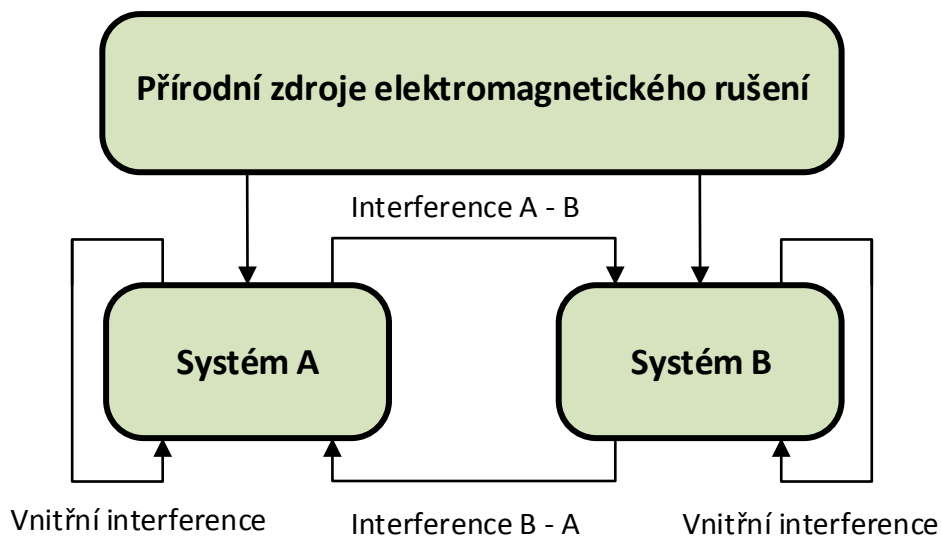 Přírodní zdroje elektromagnetického rušení
Interference A - B
Systém A
Systém B
Vnitřní interference
Interference B - A
Vnitřní interference